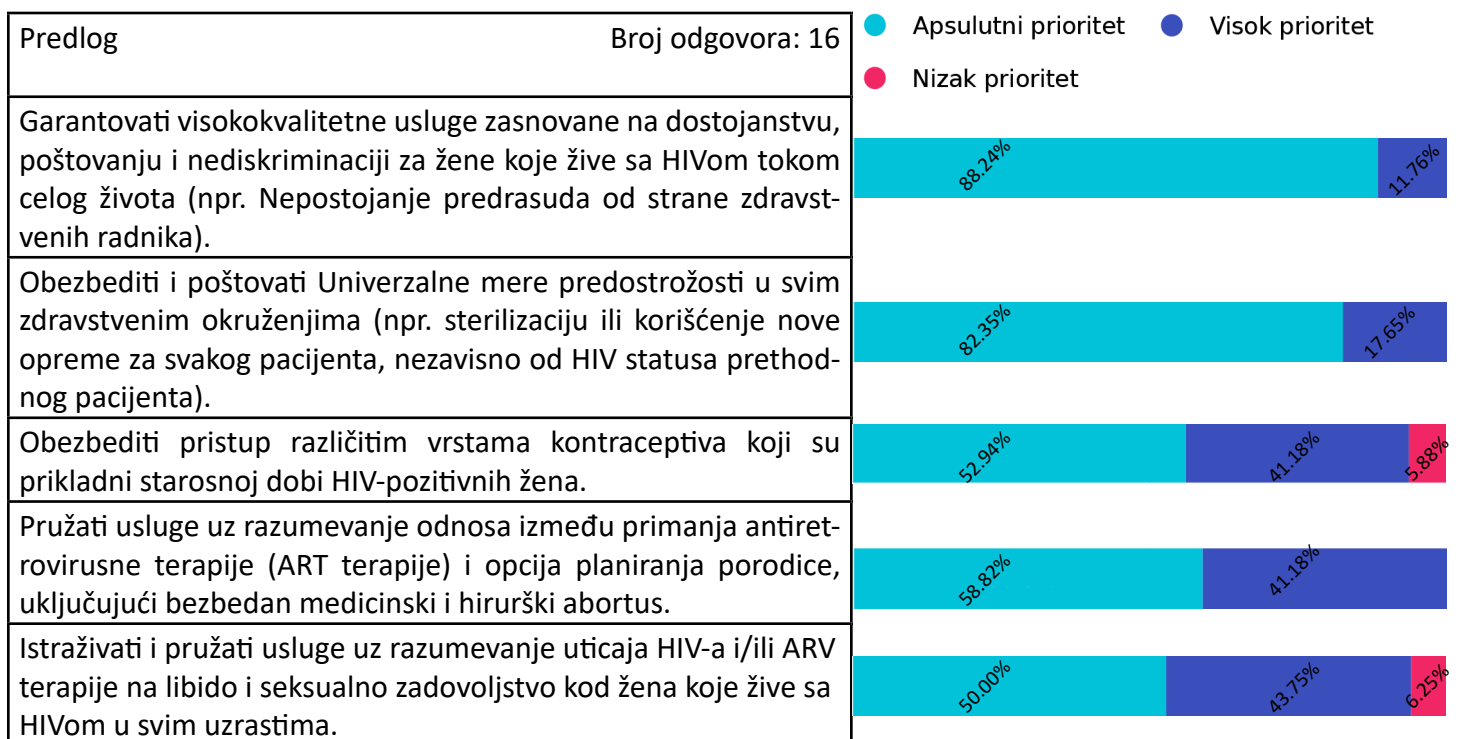 Predlog Broj odgovora: 16
Apsulutni prioritet Visok prioritet
Nizak prioritet
Garantovati visokokvalitetne usluge zasnovane na dostojanstvu,
poštovanju i nediskriminaciji za žene koje žive sa HIVom tokom
celog života (npr. Nepostojanje predrasuda od strane zdravst-
venih radnika).
88.24% 11.76%
Obezbediti i poštovati Univerzalne mere predostrožosti u svim
zdravstvenim okruženjima (npr. sterilizaciju ili korišćenje nove
opreme za svakog pacijenta, nezavisno od HIV statusa prethod-
nog pacijenta).
82.35% 17.65%
Obezbediti pristup različitim vrstama kontraceptiva koji su
prikladni starosnoj dobi HIV-pozitivnih žena.
52.94% 41.18% 5.88%
Pružati usluge uz razumevanje odnosa između primanja antiret-
rovirusne terapije (ART terapije) i opcija planiranja porodice,
uključujući bezbedan medicinski i hirurški abortus.
58.82% 41.18%
Istraživati i pružati usluge uz razumevanje uticaja HIV-a i/ili ARV
terapije na libido i seksualno zadovoljstvo kod žena koje žive sa
HIVom u svim uzrastima.
50.00% 43.75% 6.25%